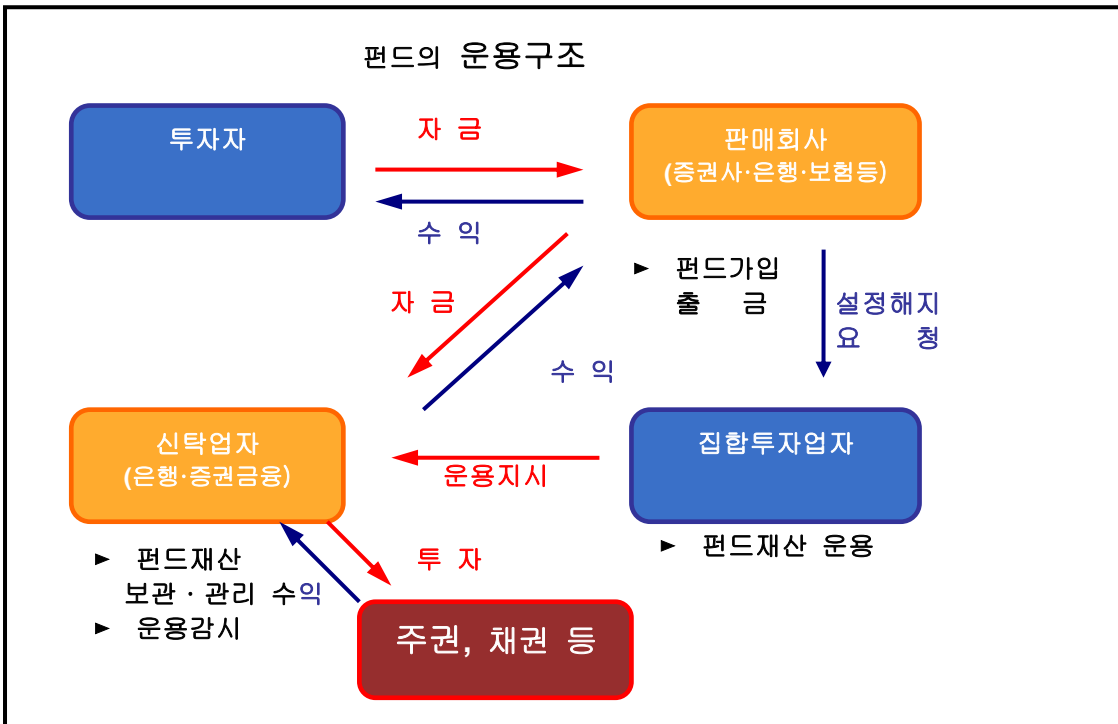 펀드의 운용구조
투자자
자 금
판매회사
(증권사·은행·보험등)
수 익
► 펀드가입
출 금
자 금
설정해지
요 청
수 익
신탁업자
(은행·증권금융)
집합투자업자
운용지시
► 펀드재산 운용
► 펀드재산
보관 · 관리 수익
► 운용감시
투 자
주권, 채권 등